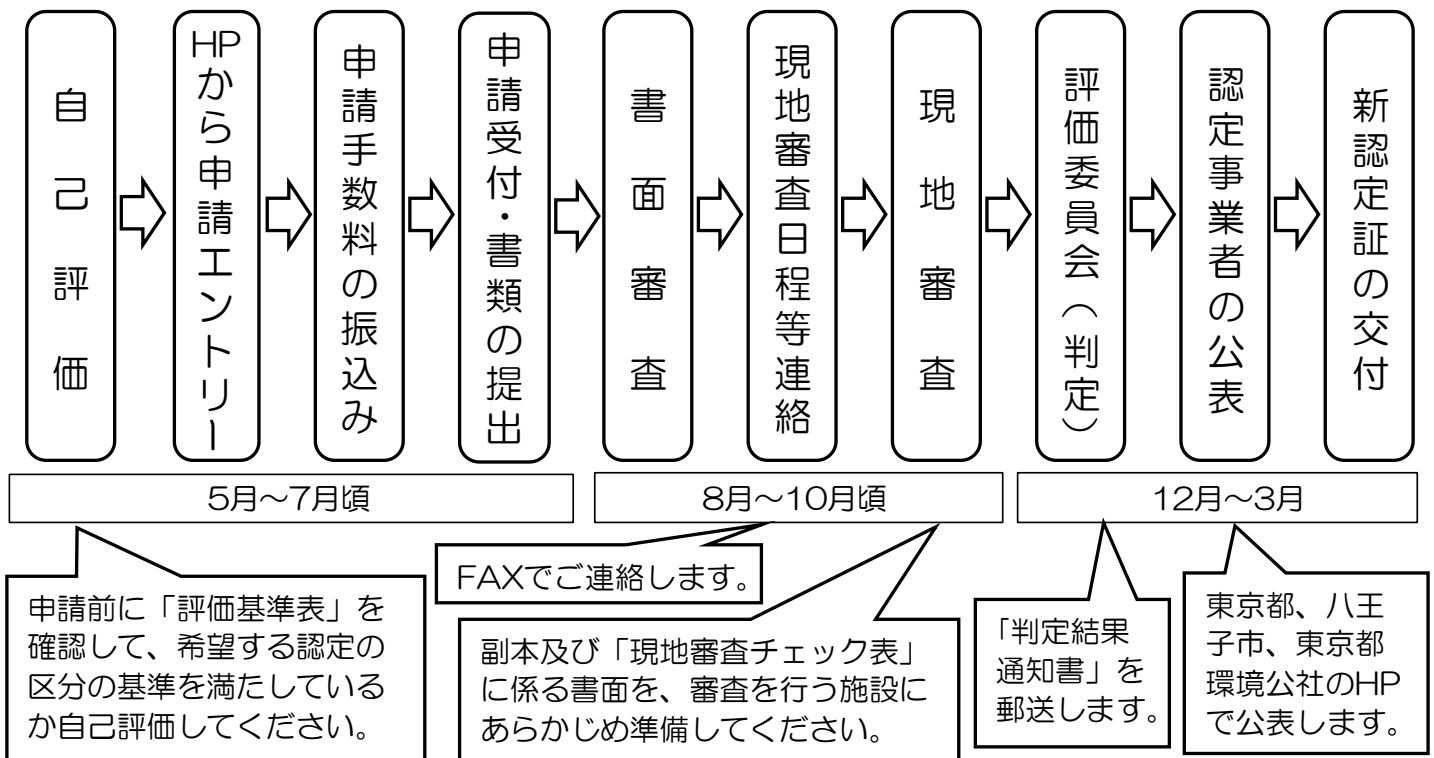 自己評価
HPから申請エントリー
申請手数料の振込み
申請受付・書類の提出
書面審査
現地審査日程等連絡
現地審査
評価委員会(判定)
認定事業者の公表
新認定証の交付
5月~7月頃
8月~10月頃
12月~3月
申請前に「評価基準表」を
確認して、希望する認定の
区分の基準を満たしている
か自己評価してください。
FAXでご連絡します。
副本及び「現地審査チェック表」
に係る書面を、審査を行う施設に
あらかじめ準備してください。
「判定結果
通知書」を
郵送します。
東京都、八王
子市、東京都
環境公社のHP
で公表します。